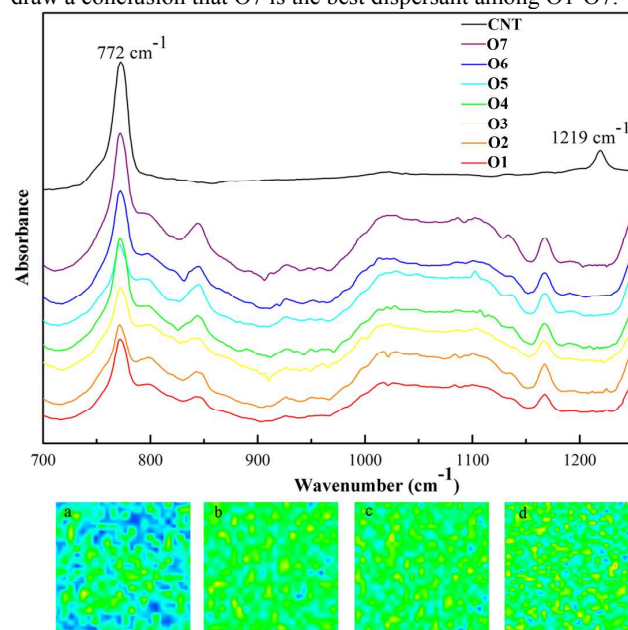 draw a conclusion that O7 is the best dispersant among O1-O7.
772 cm-1
CNT
O7
O6
O5
O4
O3
O2
O1
1219 cm-1
Absorbance
700 800 900 1000 1100 1200
Wavenumber (cm-1)
a b c d